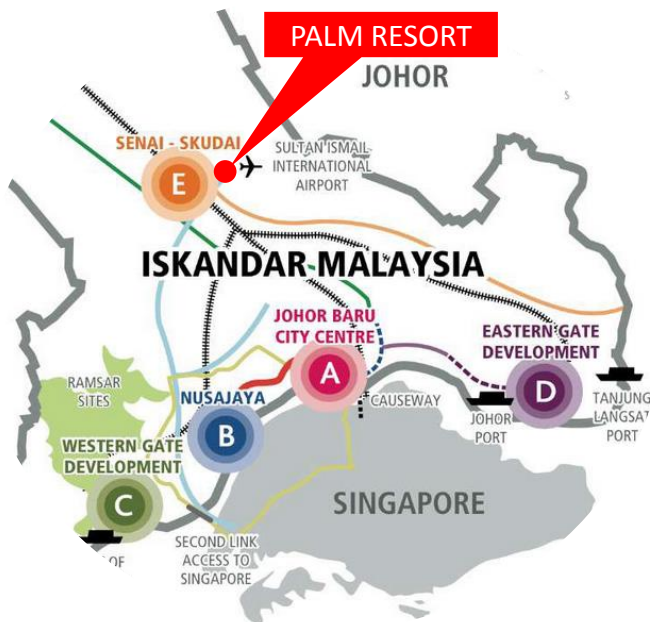 PALM RESORT
JOHOR
S
SENAI - SKUDAI
E
SULTAN ISMAIL
INTERNATIONAL
AIRPORT
ISKANDAR MALAYSIA
JOHOR BARU
CITY CENTRE
A
EASTERN GATE
DEVELOPMENT
D
RAMSAR
SITES
NUSAJAYA
B
CAUSEWAY
JOHOR
PORT
TANJUNG
LANGSAT
PORT
WESTERN GATE
DEVELOPMENT
C
SINGAPORE
OF
SECOND LINK
ACCESS TO
SINGAPORE